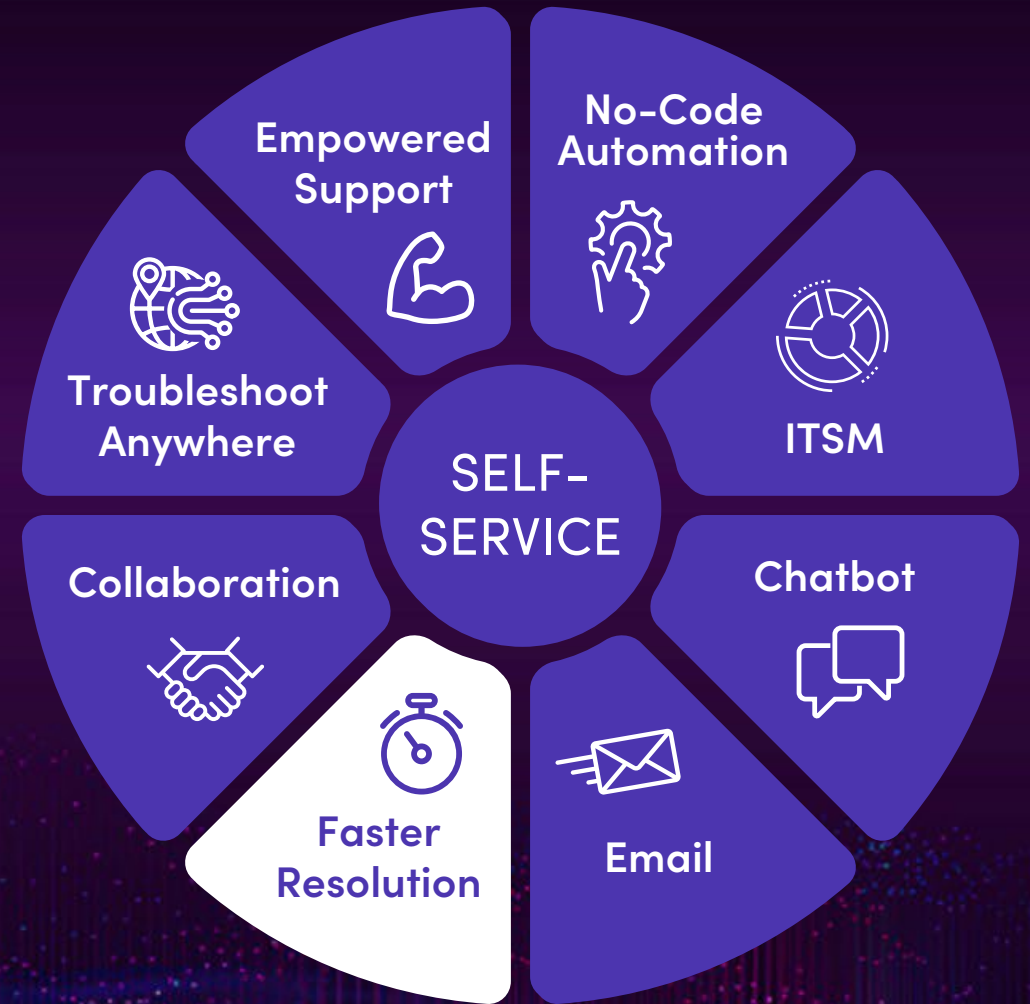 No-Code
Automation
ITSM
Chatbot
Email
Faster
Resolution
Collaboration
Troubleshoot
Anywhere
Empowered
Support
SELF-
SERVICE